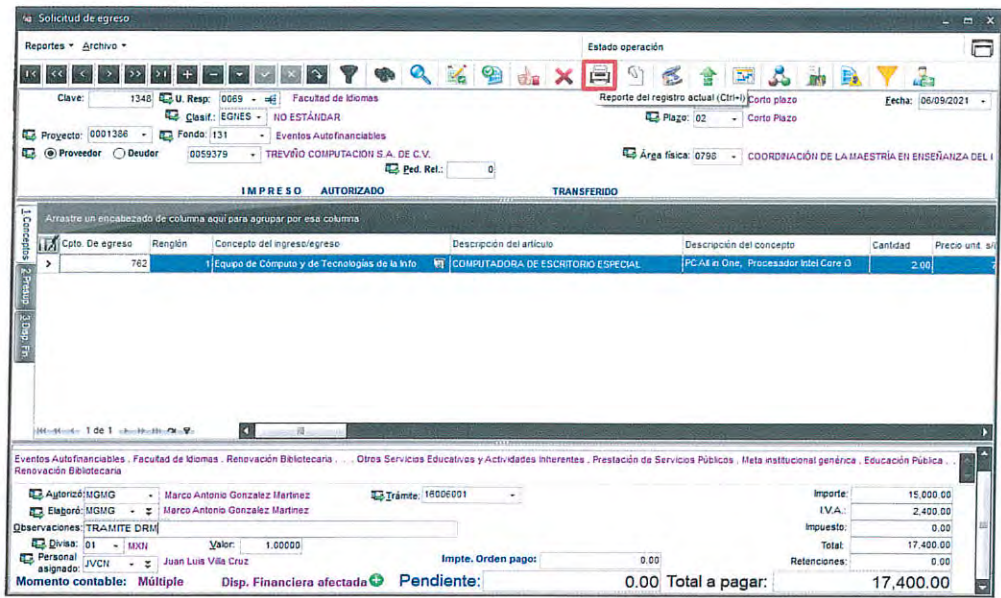 Solicitud de egreso
Reportes Archivo Estado operación
Clave: 1348 U. Resp: 0069 Facultad de Idiomas Reporte del registro actual (Ctrl+I) Corto plazo Fecha: 06/09/2021
Clasif.: EGNES NO ESTÁNDAR Plazo: 02 Corto Plazo
Proyecto: 0001386 Fondo: 131 Eventos Autofinanciables
Proveedor Deudor 0059379 TREVIÑO COMPUTACION S.A. DE C.V. Área física: 0798 COORDINACIÓN DE LA MAESTRÍA EN ENSEÑANZA DEL I
Ped. Rel.: 0
IMPRESO AUTORIZADO TRANSFERIDO
1 Conceptos
2 Presup.
3 Disp. Fin.
Arrastre un encabezado de columna aquí para agrupar por esa columna
Cpto. De egreso Renglón Concepto del ingreso/egreso Descripción del artículo Descripción del concepto Cantidad Precio unit. s/
762 1 Equipo de Cómputo y de Tecnologías de la Info COMPUTADORA DE ESCRITORIO ESPECIAL PC All in One, Procesador Intel Core i3 2.00 7
1 de 1
Eventos Autofinanciables . Facultad de Idiomas . Renovación Bibliotecaria . . . Otros Servicios Educativos y Actividades Inherentes . Prestación de Servicios Públicos . Meta institucional genérica . Educación Pública . .
Renovación Bibliotecaria
Autorizó: MGMG Marco Antonio Gonzalez Martinez Trámite: 16006001 Importe: 15,000.00
Elaboró: MGMG Marco Antonio Gonzalez Martinez I.V.A.: 2,400.00
Observaciones: TRAMITE DRM Impuesto: 0.00
Divisa: 01 MXN Valor: 1.00000 Total: 17,400.00
Personal asignado: JVCN Juan Luis Villa Cruz Impte. Orden pago: 0.00 Retenciones: 0.00
Momento contable: Múltiple Disp. Financiera afectada Pendiente: 0.00 Total a pagar: 17,400.00